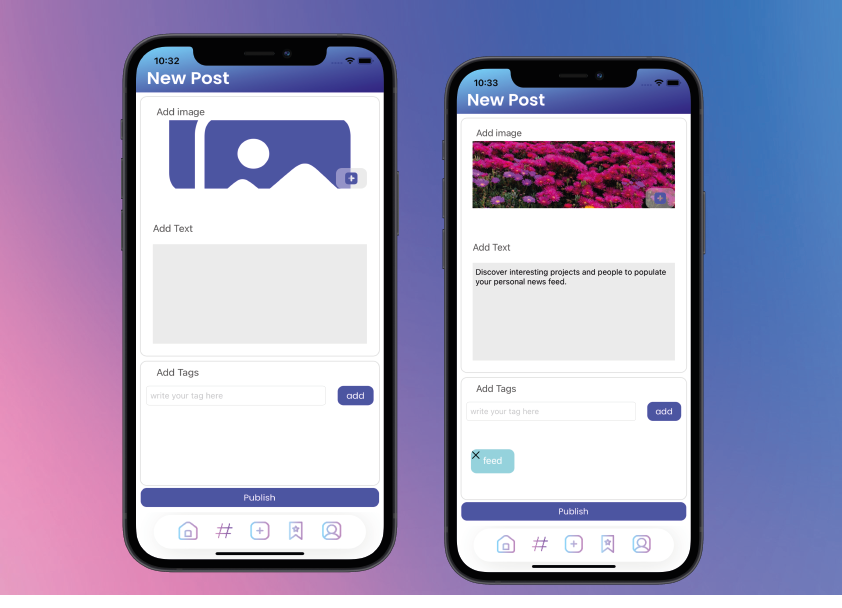 10:32
New Post
Add image
Add Text
Add Tags
write your tag here
add
Publish
10:33
New Post
Add image
Add Text
Discover interesting projects and people to populate
your personal news feed.
Add Tags
write your tag here
add
feed
Publish